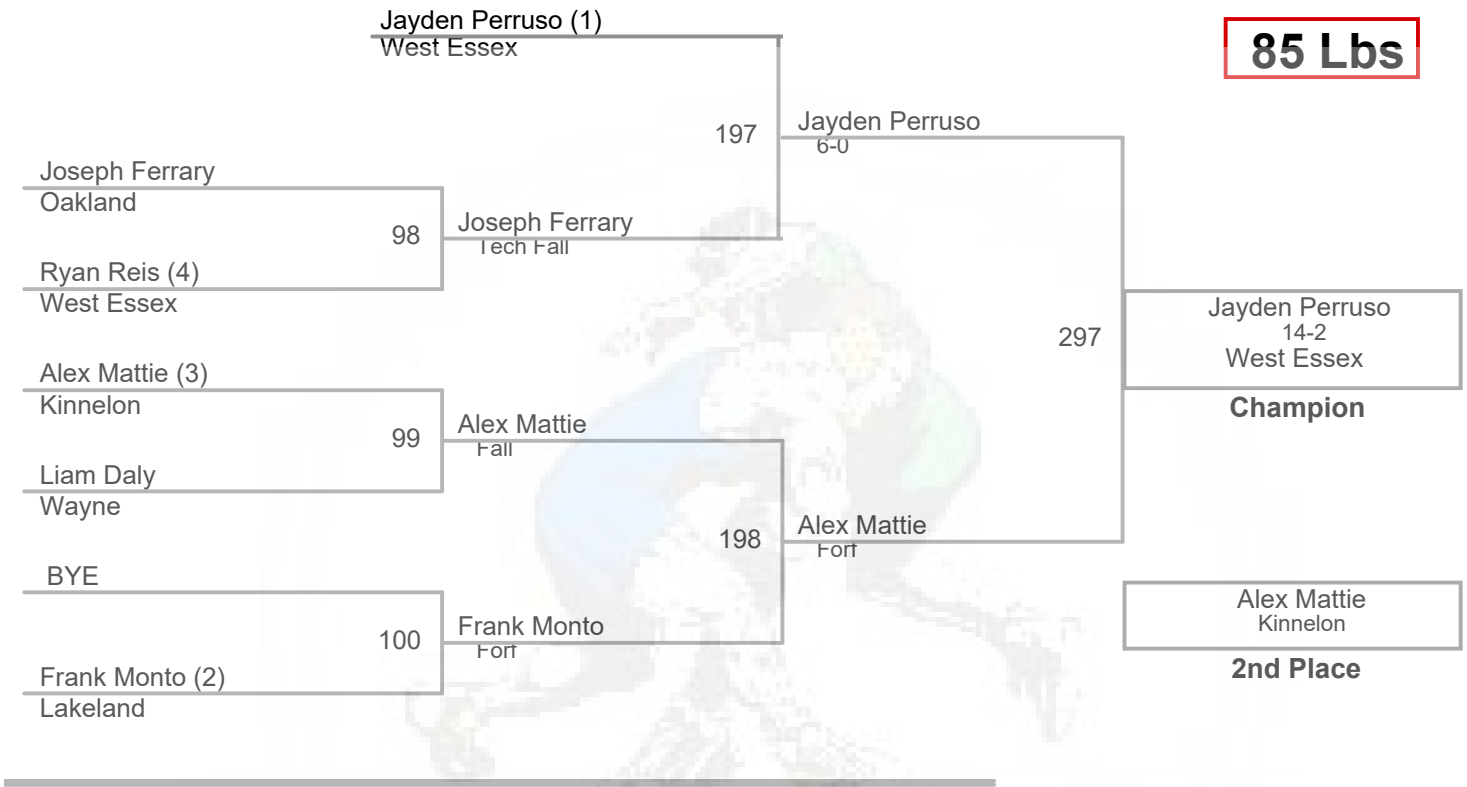 Jayden Perruso (1)
West Essex
85 Lbs
197
Jayden Perruso
6-0
Joseph Ferrary
Oakland
98
Joseph Ferrary
Tech Fall
Ryan Reis (4)
West Essex
297
Jayden Perruso
14-2
West Essex
Champion
Alex Mattie (3)
Kinnelon
99
Alex Mattie
Fall
Liam Daly
Wayne
198
Alex Mattie
Forf
BYE
100
Frank Monto
Forf
Frank Monto (2)
Lakeland
Alex Mattie
Kinnelon
2nd Place